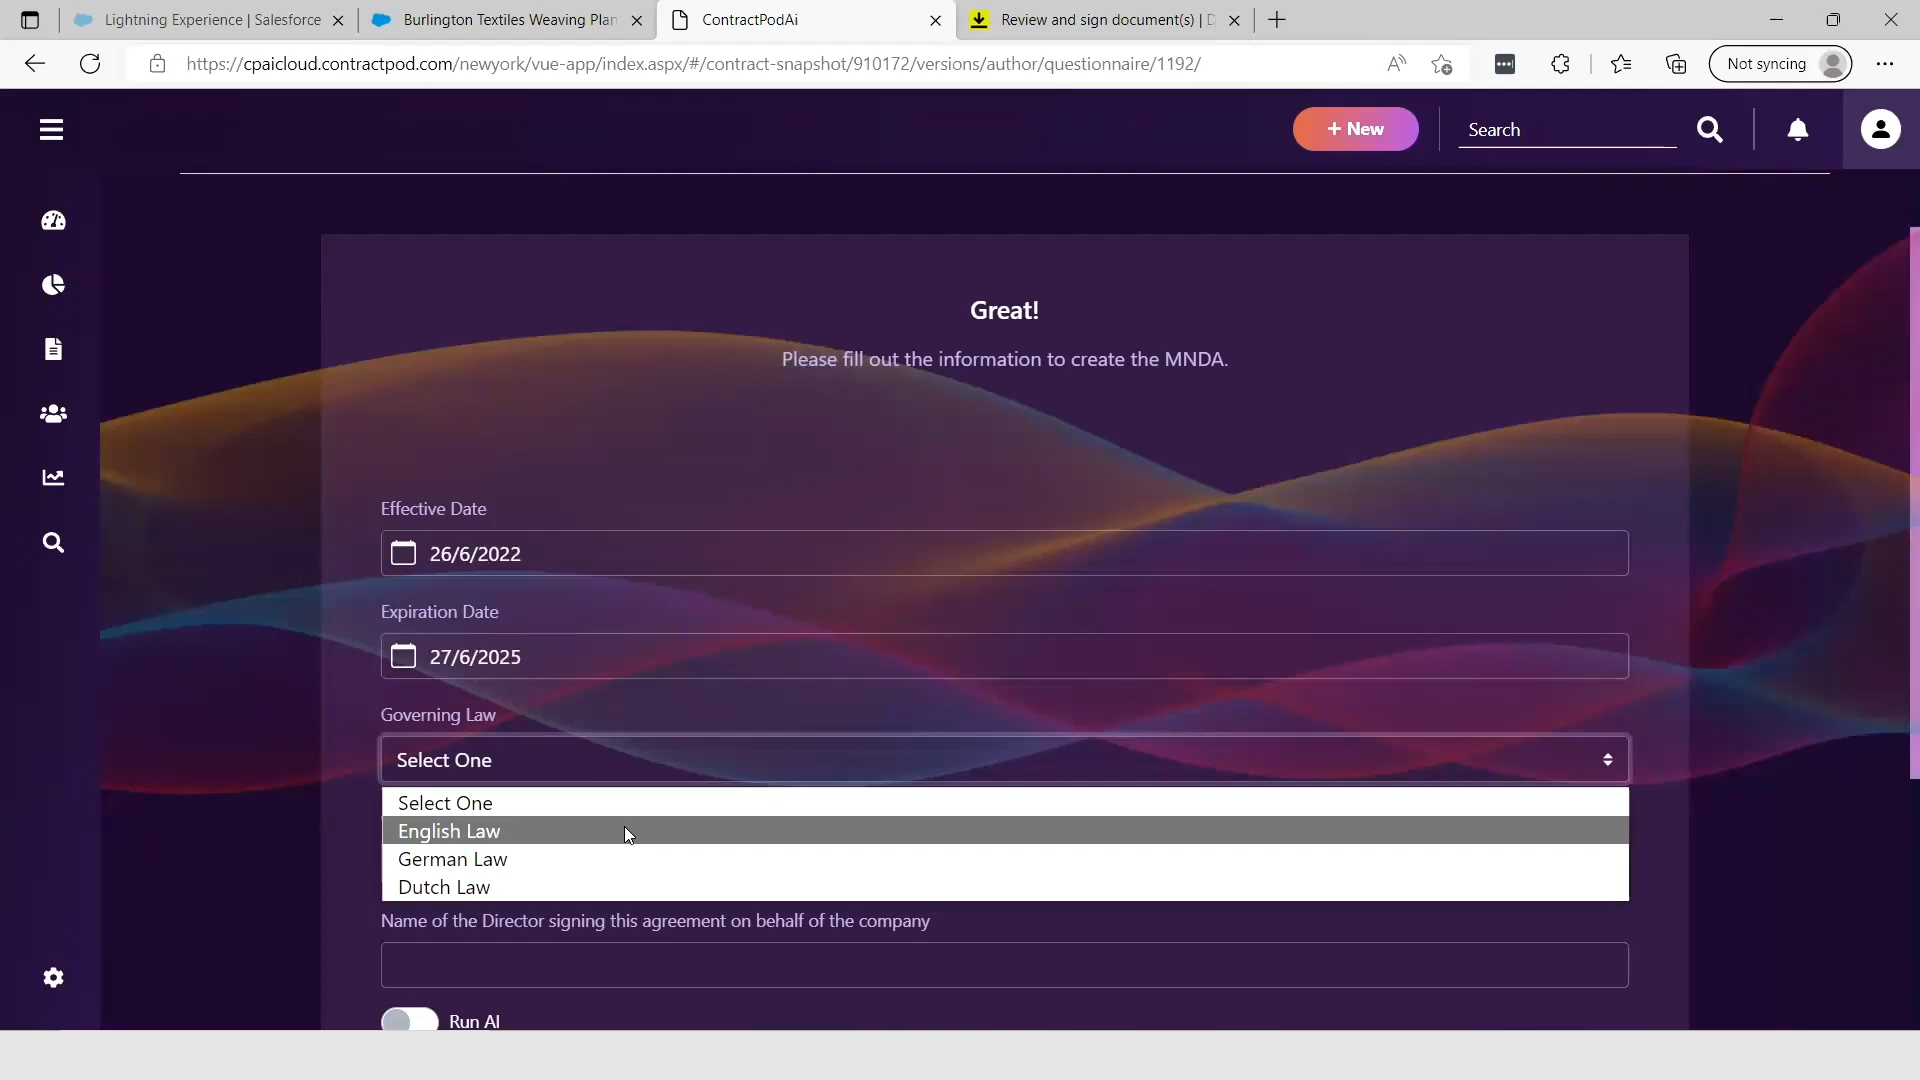 Lightning Experience | Salesforce
Burlington Textiles Weaving Plan
ContractPodAi
Review and sign document(s) | D
https://cpaicloud.contractpod.com/newyork/vue-app/index.aspx/#/contract-snapshot/910172/versions/author/questionnaire/1192/
Not syncing
+ New
Search
Great!
Please fill out the information to create the MNDA.
Effective Date
26/6/2022
Expiration Date
27/6/2025
Governing Law
Select One
Select One
English Law
German Law
Dutch Law
Name of the Director signing this agreement on behalf of the company
Run AI